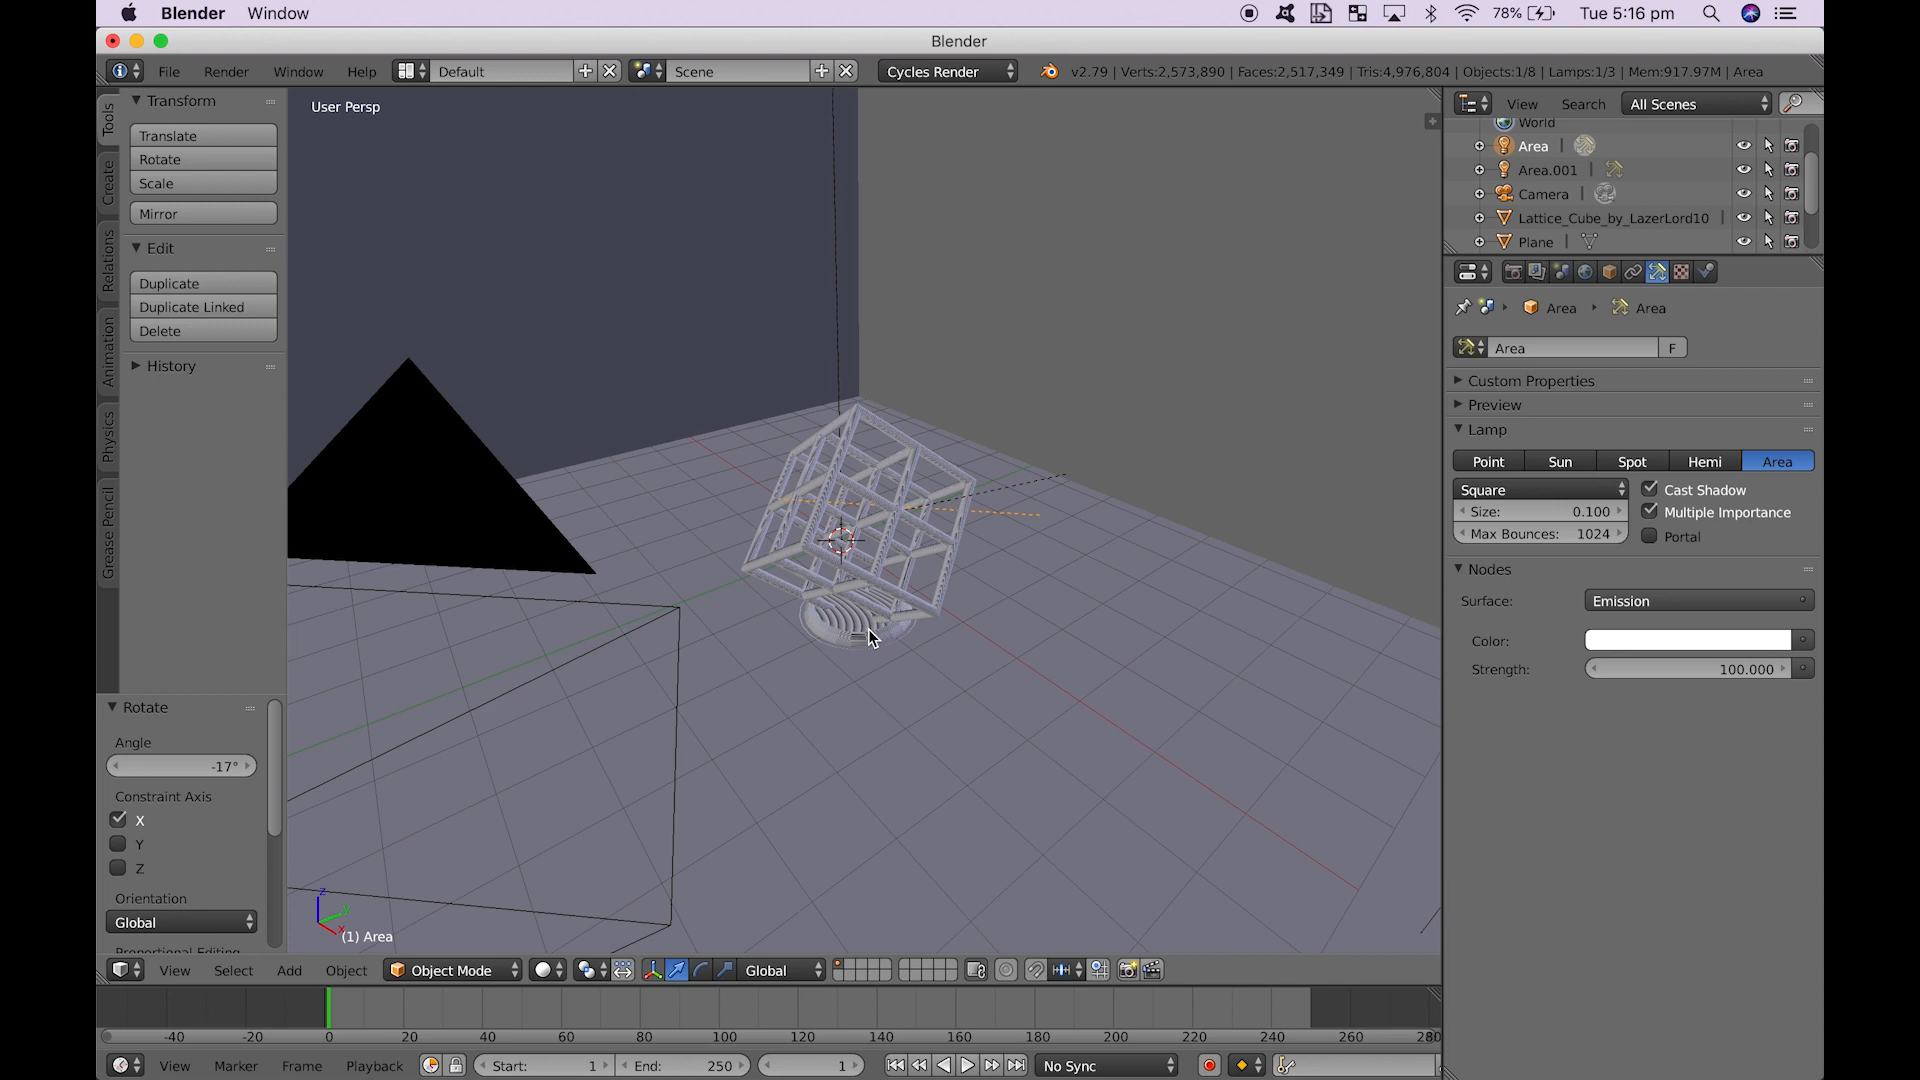 Blender Window 78% Tue 5:16 pm
Blender
File Render Window Help Default Scene Cycles Render v2.79 | Verts:2,573,890 | Faces:2,517,349 | Tris:4,976,804 | Objects:1/8 | Lamps:1/3 | Mem:917.97M | Area
Tools
Create
Relations
Animation
Physics
Grease Pencil
Transform
Translate
Rotate
Scale
Mirror
Edit
Duplicate
Duplicate Linked
Delete
History
Rotate
Angle
-17°
Constraint Axis
X
Y
Z
Orientation
Global
Proportional Editing
User Persp
z
y
x
(1) Area
View Search All Scenes
World
Area
Area.001
Camera
Lattice_Cube_by_LazerLord10
Plane
Area Area
Area F
Custom Properties
Preview
Lamp
Point Sun Spot Hemi Area
Square Cast Shadow
Size: 0.100 Multiple Importance
Max Bounces: 1024 Portal
Nodes
Surface: Emission
Color:
Strength: 100.000
View Select Add Object Object Mode Global
-40 -20 0 20 40 60 80 100 120 140 160 180 200 220 240 260 280
View Marker Frame Playback Start: 1 End: 250 1 No Sync